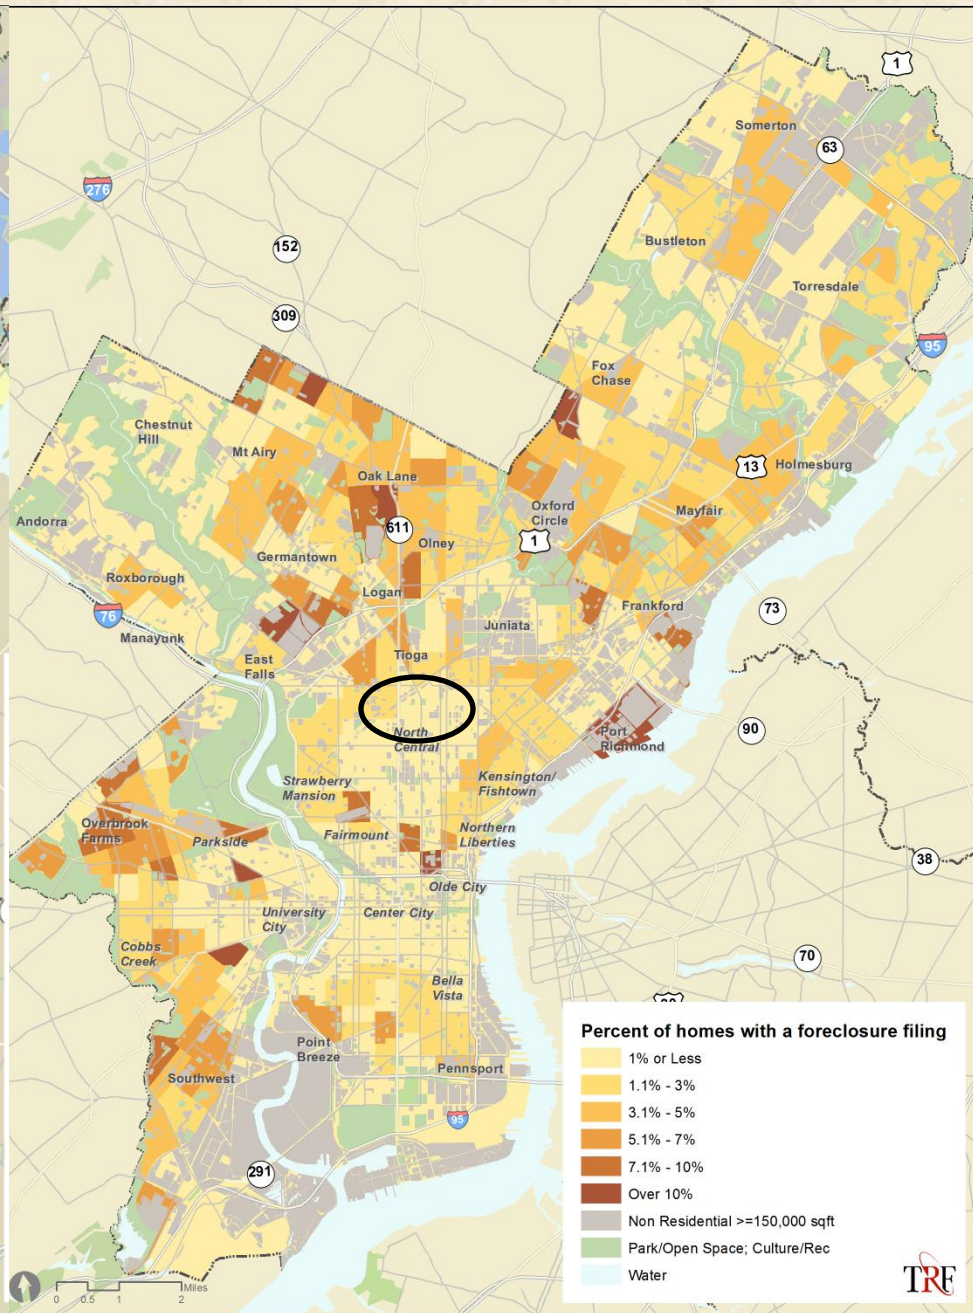 1
Somerton
63
276
Bustleton
152
Torresdale
309
95
Fox
Chase
Chestnut
Hill
Mt Airy
13
Holmesburg
Oak Lane
Oxford
Circle
Mayfair
Andorra
611
Olney
1
Germantown
Roxborough
Logan
Frankford
73
76
Manayunk
Juniata
East
Falls
Tioga
90
North
Central
Port
Richmond
Strawberry
Mansion
Kensington/
Fishtown
Overbrook
Farms
Parkside
Fairmount
Northern
Liberties
38
Olde City
University
City
Center City
Cobbs
Creek
70
Bella
Vista
Point
Breeze
Southwest
Pennsport
95
291
Percent of homes with a foreclosure filing
1% or Less
1.1% - 3%
3.1% - 5%
5.1% - 7%
7.1% - 10%
Over 10%
Non Residential >=150,000 sqft
Park/Open Space; Culture/Rec
Water
TRF
Miles
0 0.5 1 2